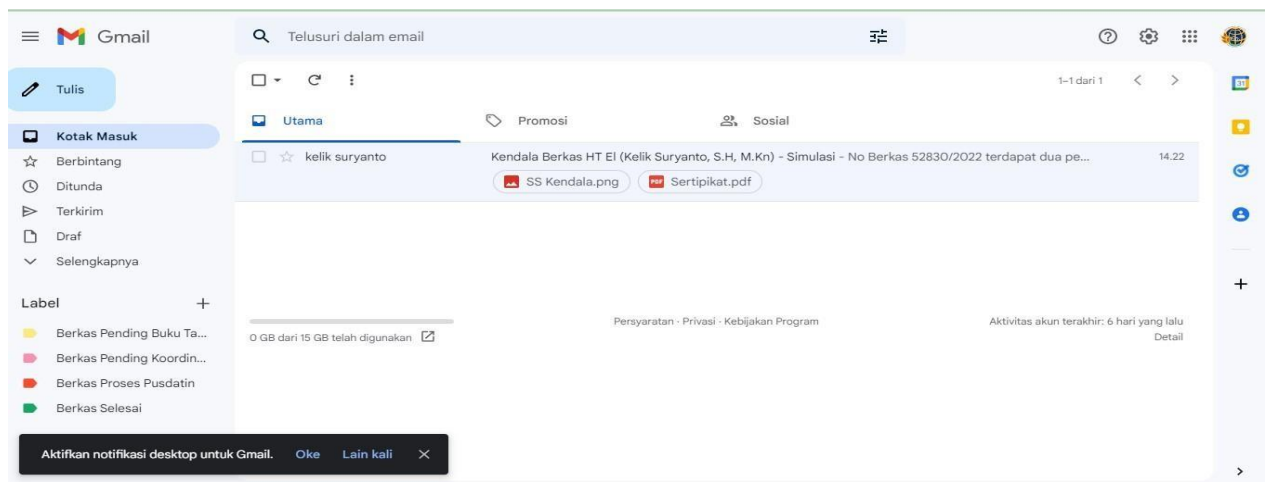 Gmail
Telusuri dalam email
Tulis
1–1 dari 1
Utama
Promosi
Sosial
Kotak Masuk
Berbintang
Ditunda
Terkirim
Draf
Selengkapnya
kelik suryanto
Kendala Berkas HT El (Kelik Suryanto, S.H, M.Kn) - Simulasi - No Berkas 52830/2022 terdapat dua pe...
14.22
SS Kendala.png
PDF
Sertipikat.pdf
31
Label
Berkas Pending Buku Ta...
Berkas Pending Koordin...
Berkas Proses Pusdatin
Berkas Selesai
0 GB dari 15 GB telah digunakan
Persyaratan · Privasi · Kebijakan Program
Aktivitas akun terakhir: 6 hari yang lalu
Detail
Aktifkan notifikasi desktop untuk Gmail. Oke Lain kali